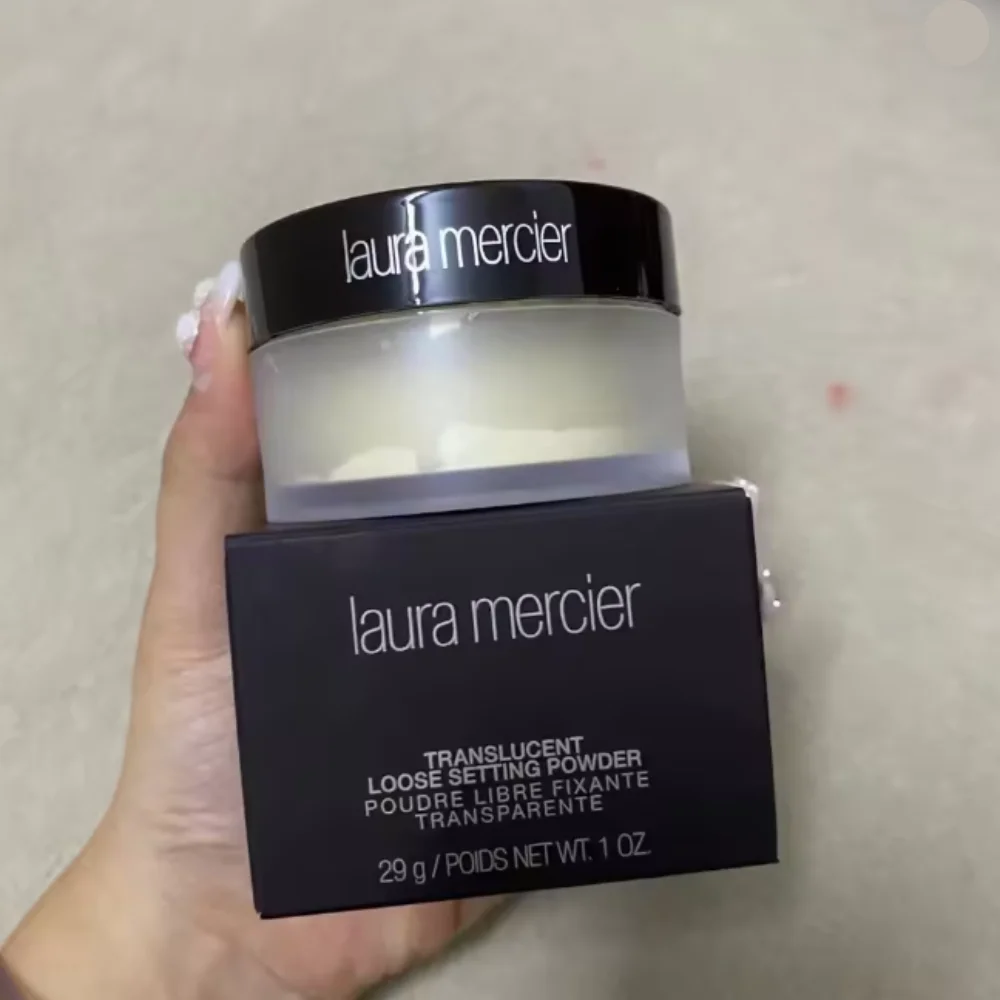 laura mercier
laura mercier
TRANSLUCENT
LOOSE SETTING POWDER
POUDRE LIBRE FIXANTE
TRANSPARENTE
29 g / POIDS NET WT. 1 OZ.